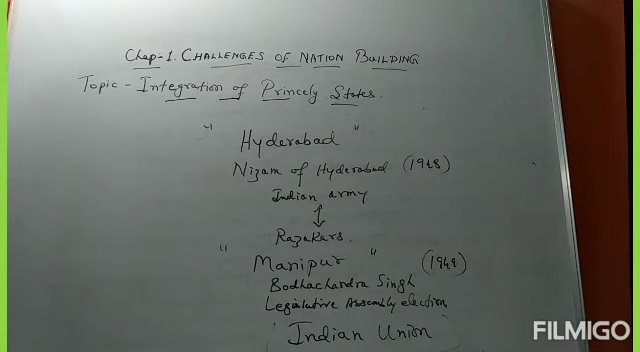 Chap-1. CHALLENGES OF NATION BUILDING
Topic - Integration of Princely States.
" Hyderabad "
Nizam of Hyderabad (1948)
Indian army
Razakars.
" Manipur " (1949)
Bodhachandra Singh
Legislative Assembly election
(Indian Union)
FILMIGO